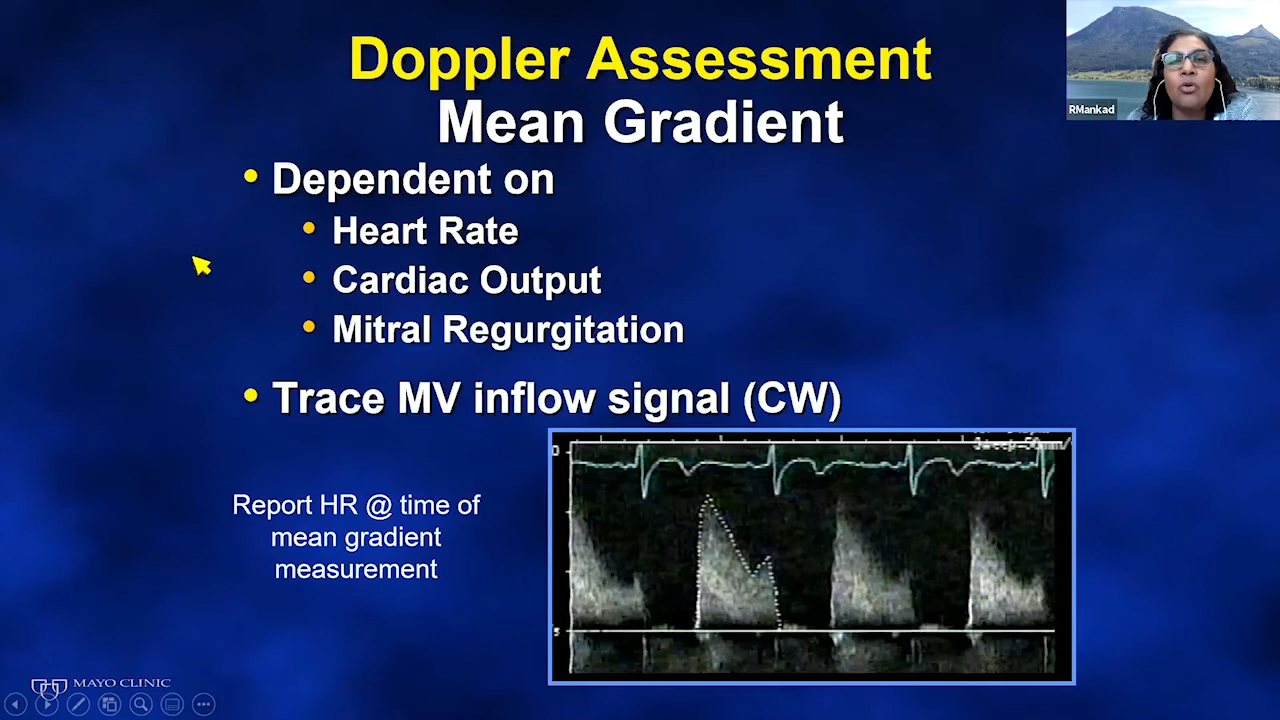 Doppler Assessment
Mean Gradient
RMankad
• Dependent on
• Heart Rate
• Cardiac Output
• Mitral Regurgitation
• Trace MV inflow signal (CW)
Report HR @ time of
mean gradient
measurement
MAYO CLINIC